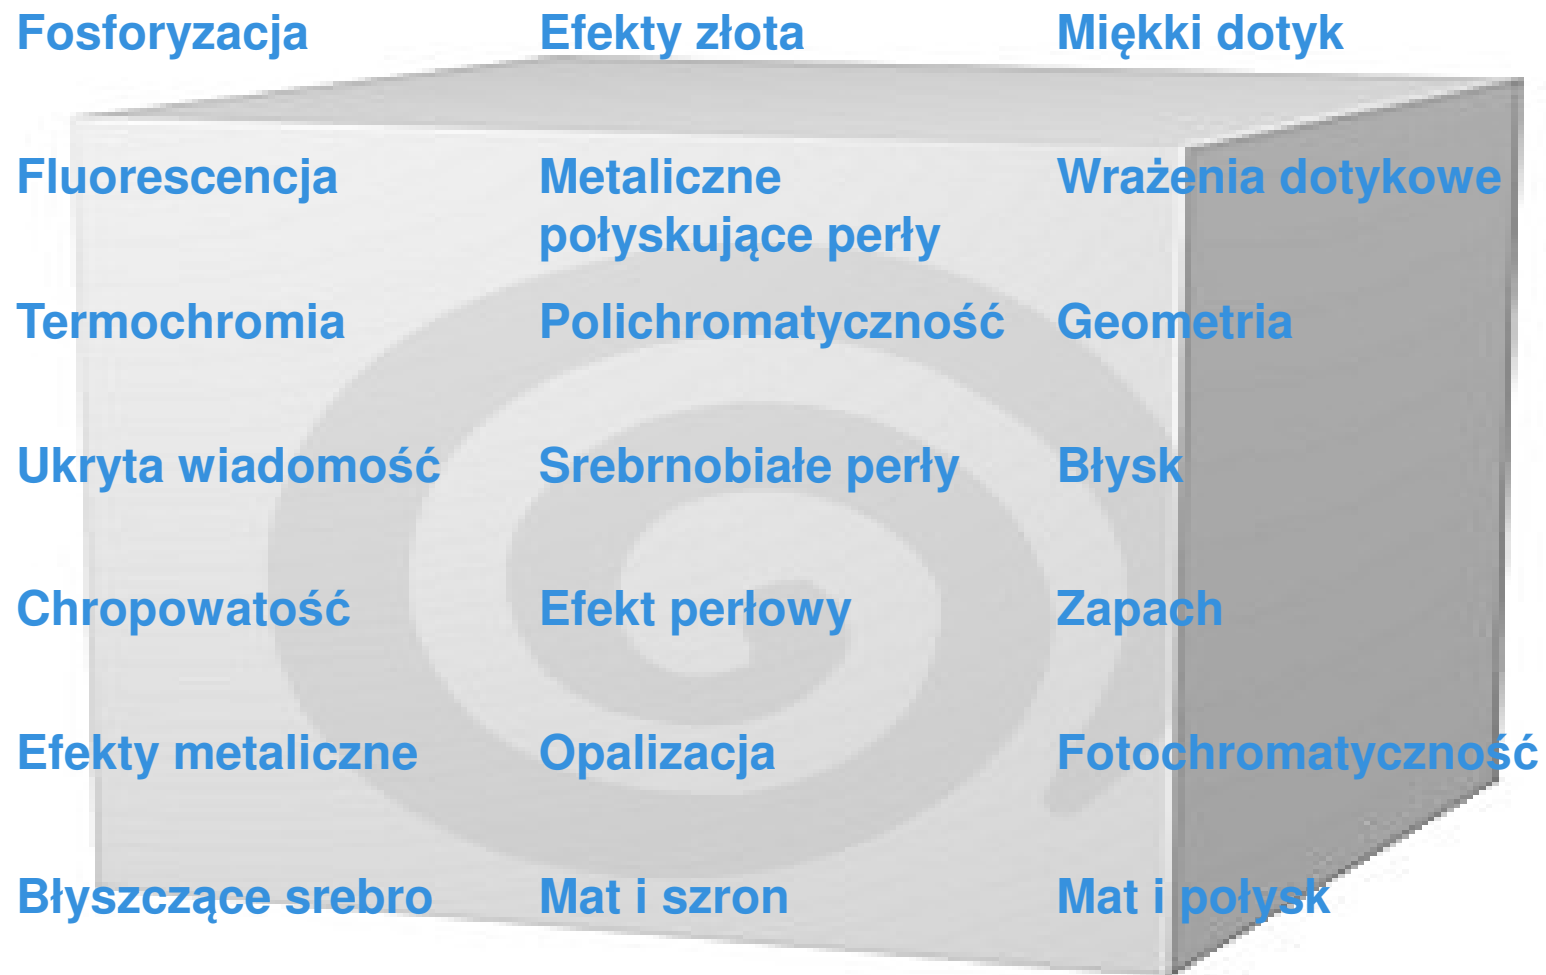 Fosforyzacja
Efekty złota
Miękki dotyk
Fluorescencja
Metaliczne
połyskujące perły
Wrażenia dotykowe
Termochromia
Polichromatyczność
Geometria
Ukryta wiadomość
Srebrnobiałe perły
Błysk
Chropowatość
Efekt perłowy
Zapach
Efekty metaliczne
Opalizacja
Fotochromatyczność
Błyszczące srebro
Mat i szron
Mat i połysk